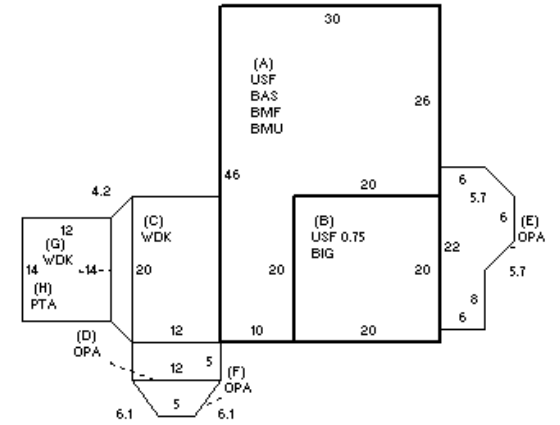 30
(A)
USF
BAS
BMF
BMU
26
46
4.2
20
6
5.7
6
(E)
OPA
12
(G)
WDK
14
14
(H)
PTA
(C)
WDK
20
(B)
USF 0.75
BIG
20
20
22
5.7
8
6
12
10
20
(D)
OPA
5
12
(F)
OPA
5
6.1
6.1